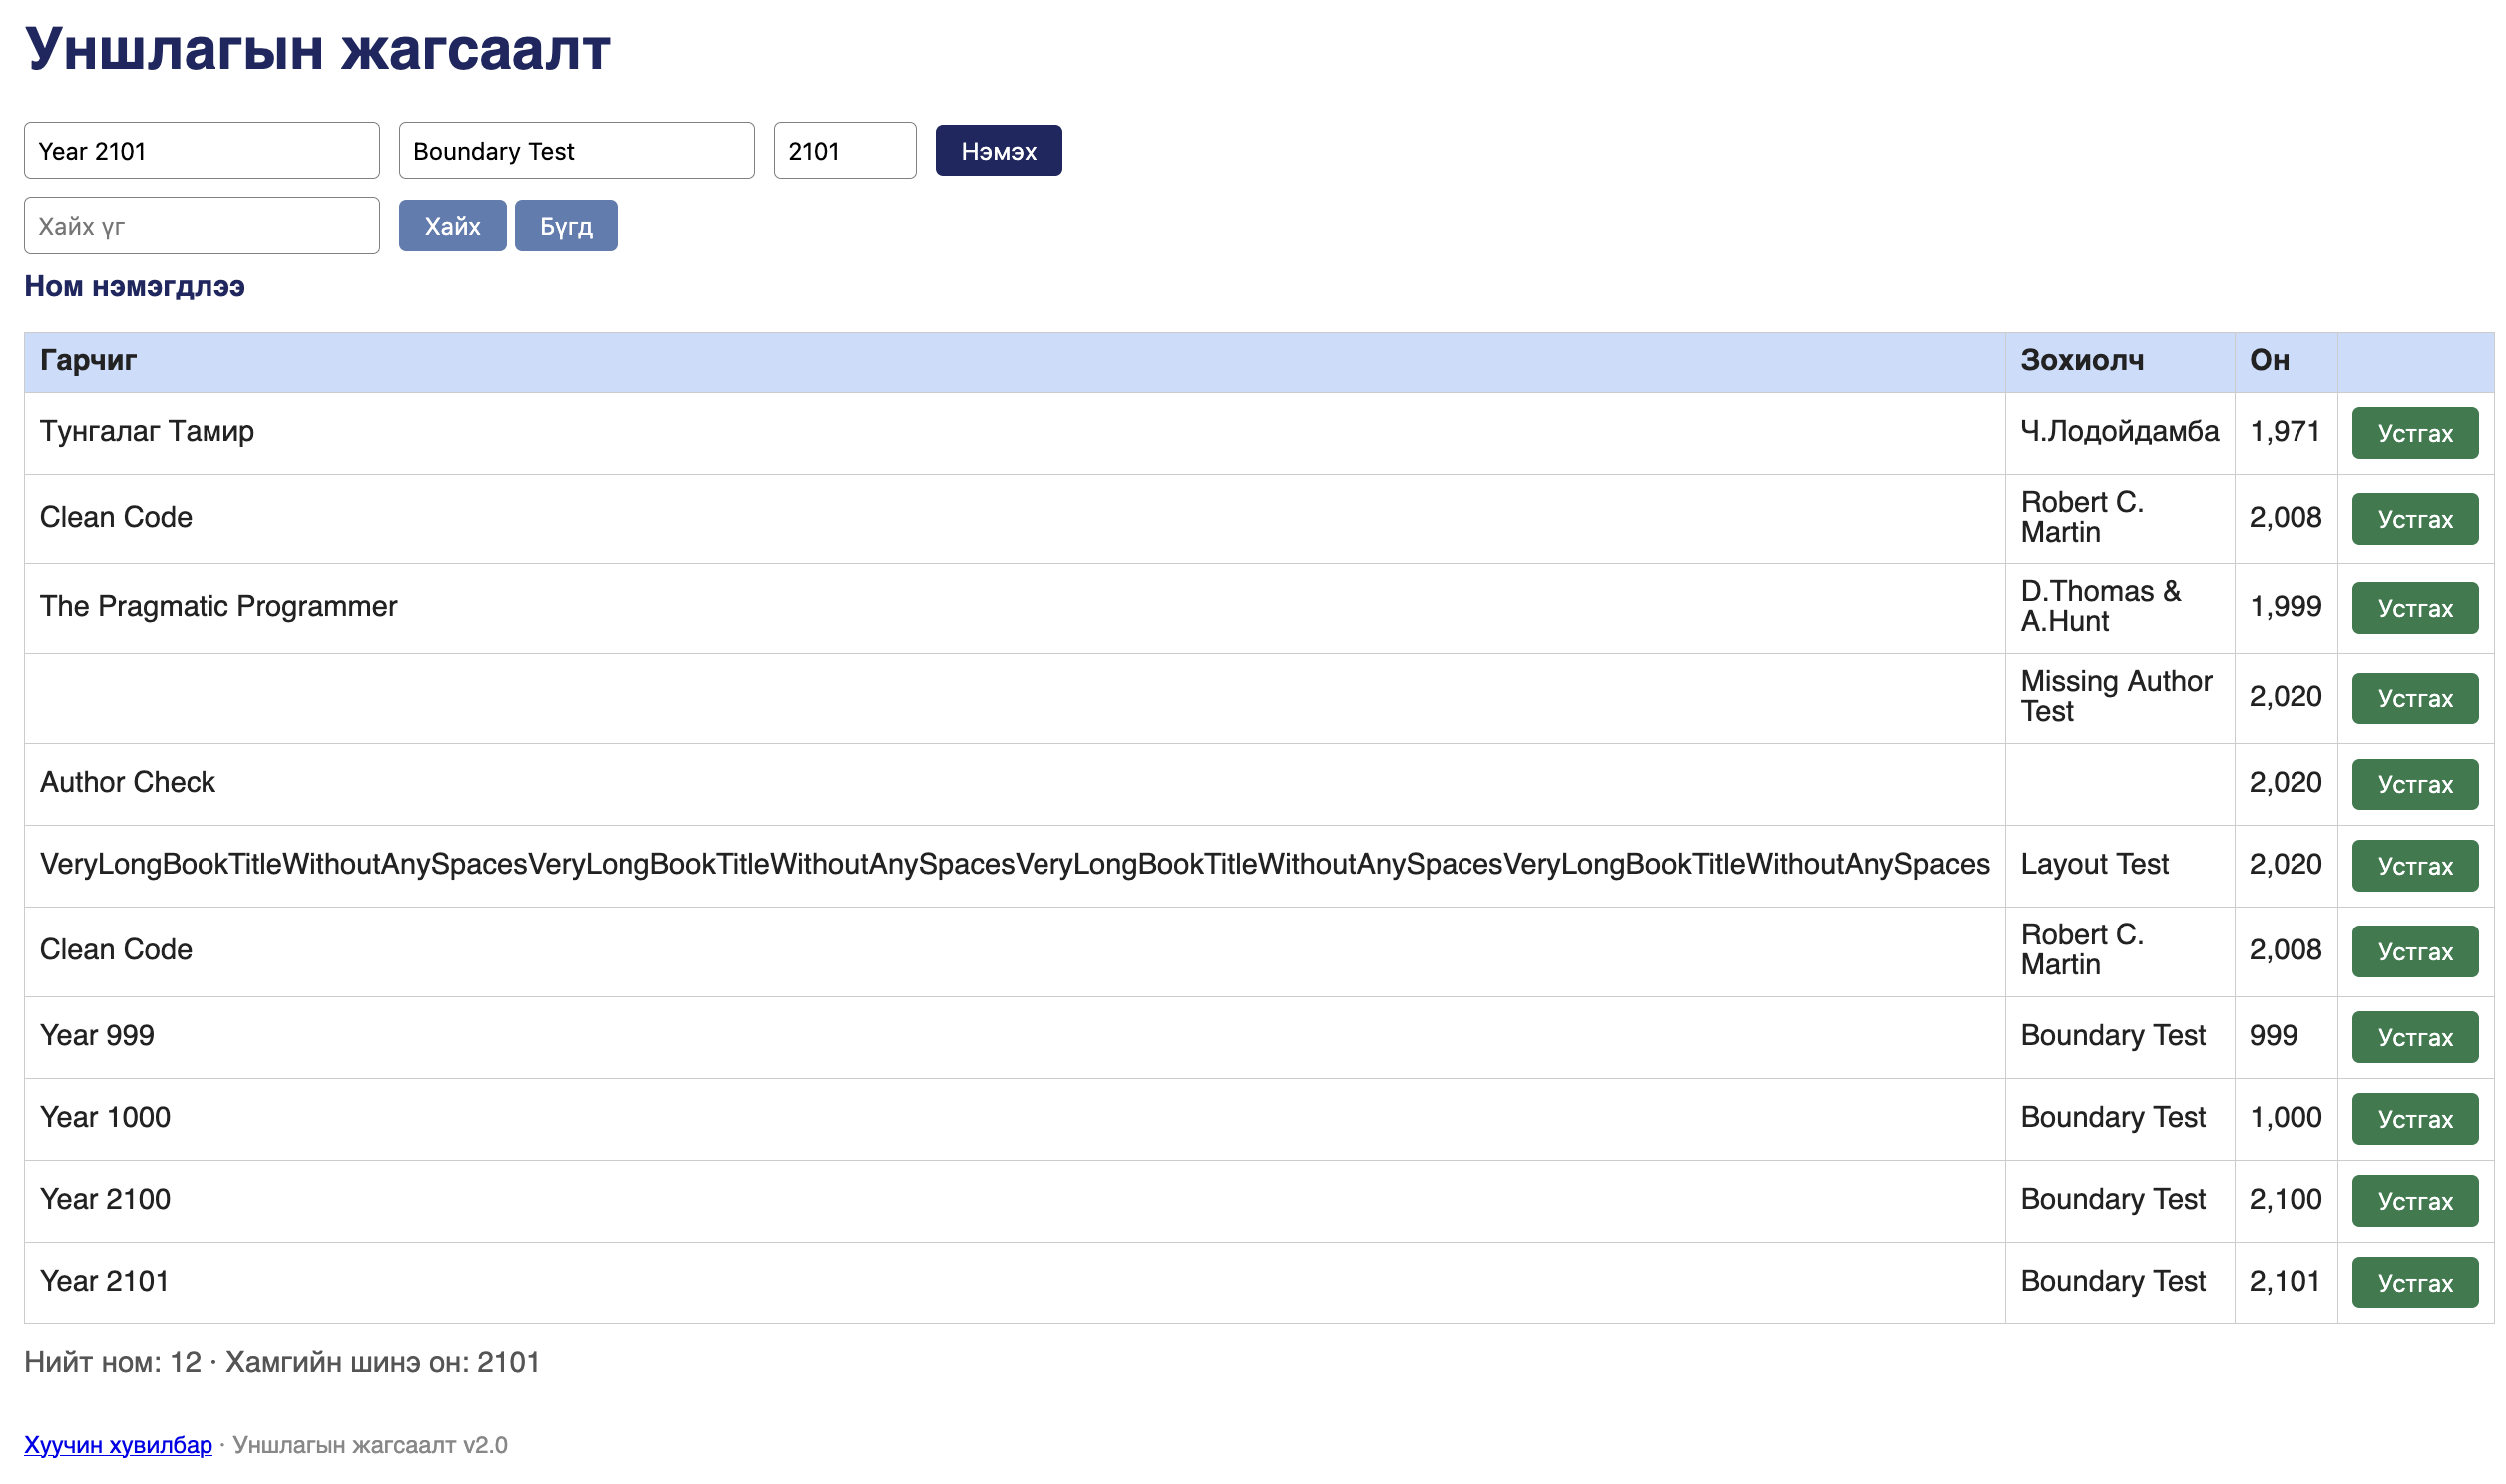 Уншлагын жагсаалт
Year 2101 Boundary Test 2101 Нэмэх
Хайх үг Хайх Бүгд
Ном нэмэгдлээ
Гарчиг Зохиолч Он
Тунгалаг Тамир Ч.Лодойдамба 1,971 Устгах
Clean Code Robert C. Martin 2,008 Устгах
The Pragmatic Programmer D.Thomas & A.Hunt 1,999 Устгах
Missing Author Test 2,020 Устгах
Author Check 2,020 Устгах
VeryLongBookTitleWithoutAnySpacesVeryLongBookTitleWithoutAnySpacesVeryLongBookTitleWithoutAnySpacesVeryLongBookTitleWithoutAnySpaces Layout Test 2,020 Устгах
Clean Code Robert C. Martin 2,008 Устгах
Year 999 Boundary Test 999 Устгах
Year 1000 Boundary Test 1,000 Устгах
Year 2100 Boundary Test 2,100 Устгах
Year 2101 Boundary Test 2,101 Устгах
Нийт ном: 12 · Хамгийн шинэ он: 2101
Хуучин хувилбар · Уншлагын жагсаалт v2.0